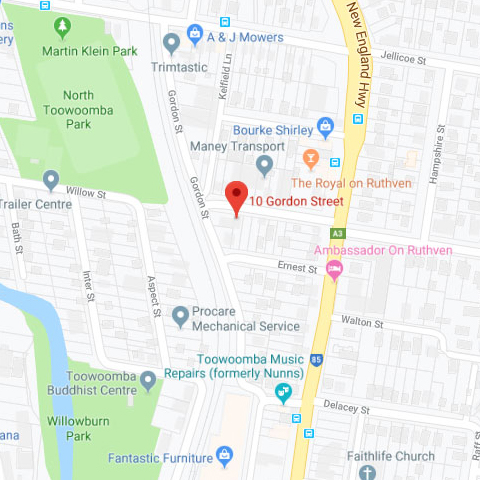 A & J Mowers
Martin Klein Park
Trimtastic
Jellicoe St
New England Hwy
Kelfield Ln
North
Toowoomba
Park
Gordon St
Bourke Shirley
Maney Transport
Hampshire St
The Royal on Ruthven
Willow St
Trailer Centre
Gordon St
10 Gordon Street
A3
Bath St
Ambassador On Ruthven
Ernest St
Inter St
Aspect St
Procare
Mechanical Service
Walton St
Toowoomba Music
Repairs (formerly Nunns)
85
Toowoomba
Buddhist Centre
Delacey St
Willowburn
Park
Raff St
Fantastic Furniture
Faithlife Church